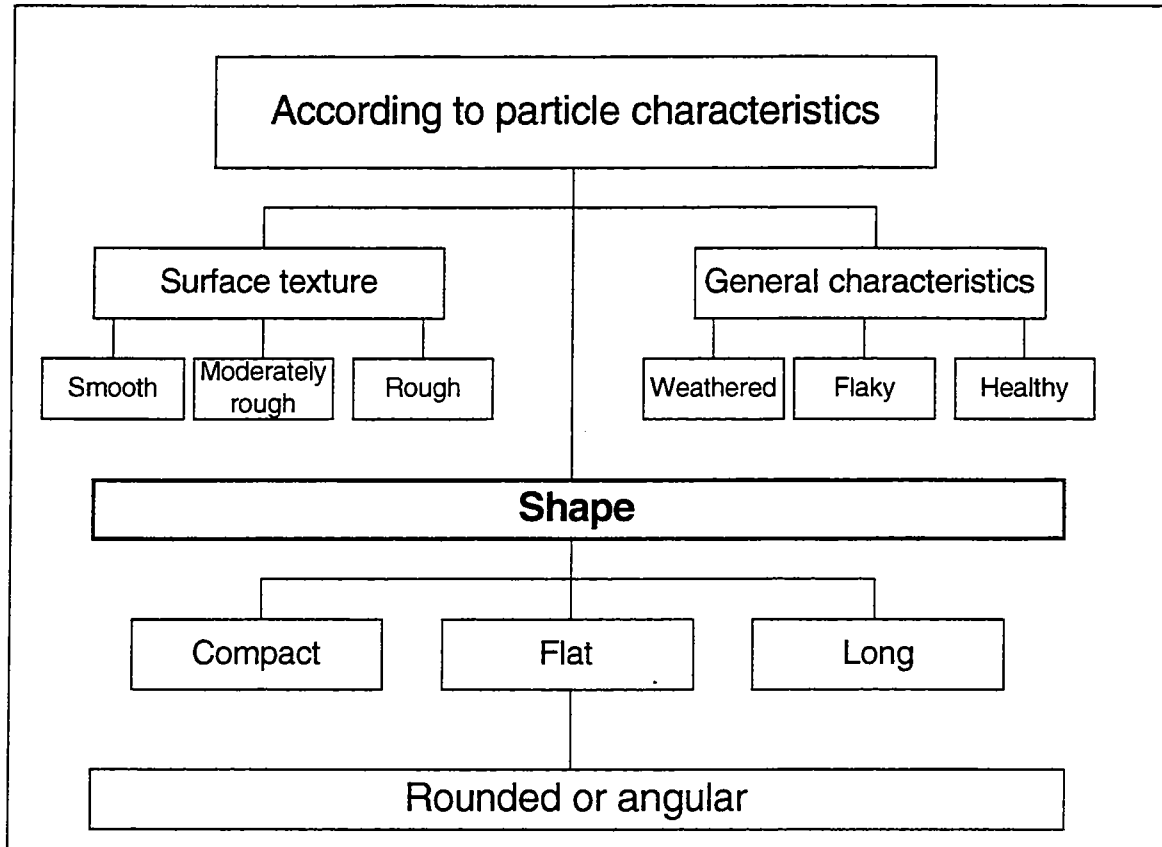 According to particle characteristics
Surface texture
General characteristics
Smooth
Moderately
rough
Rough
Weathered
Flaky
Healthy
Shape
Compact
Flat
Long
Rounded or angular